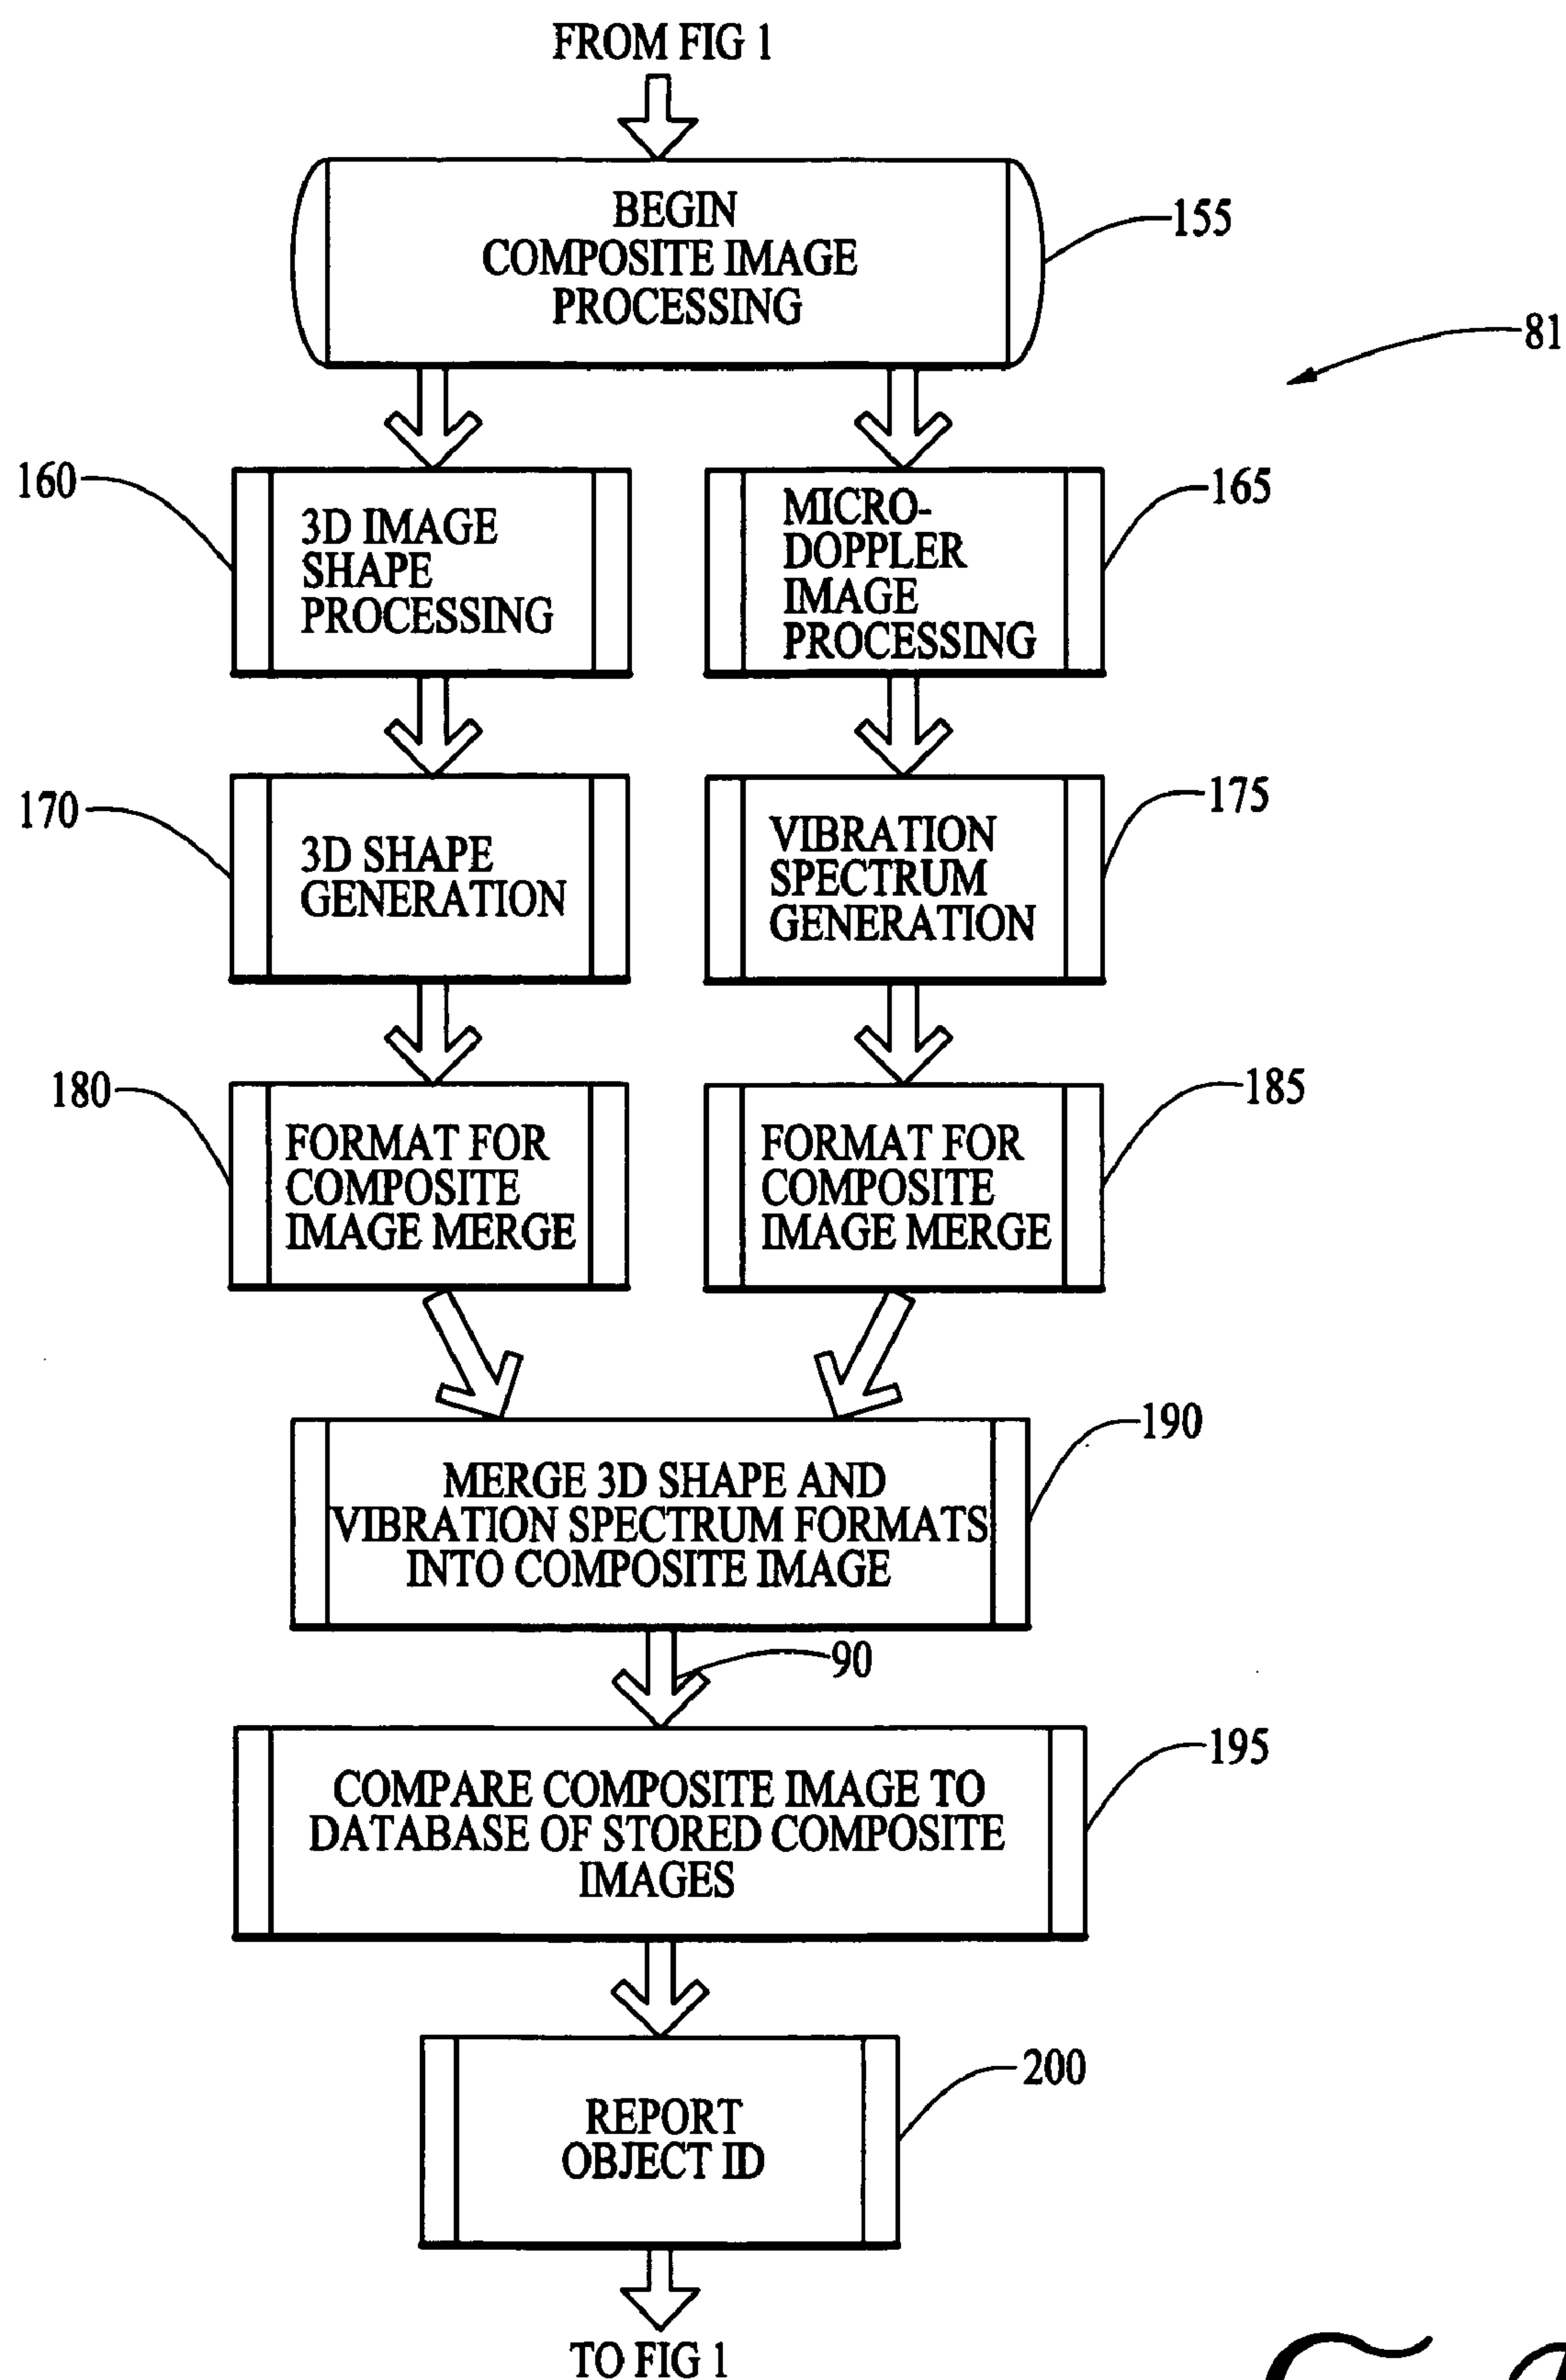 FROM FIG 1
BEGIN
COMPOSITE IMAGE
PROCESSING
155
81
160
3D IMAGE
SHAPE
PROCESSING
MICRO-
DOPPLER
IMAGE
PROCESSING
165
170
3D SHAPE
GENERATION
VIBRATION
SPECTRUM
GENERATION
175
180
FORMAT FOR
COMPOSITE
IMAGE MERGE
FORMAT FOR
COMPOSITE
IMAGE MERGE
185
MERGE 3D SHAPE AND
VIBRATION SPECTRUM FORMATS
INTO COMPOSITE IMAGE
190
90
COMPARE COMPOSITE IMAGE TO
DATABASE OF STORED COMPOSITE
IMAGES
195
REPORT
OBJECT ID
200
TO FIG 1